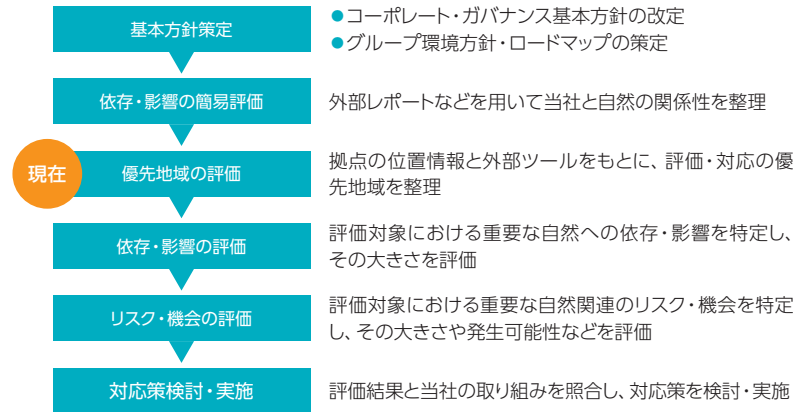 基本方針策定
●コーポレート・ガバナンス基本方針の改定
●グループ環境方針・ロードマップの策定
依存・影響の簡易評価
外部レポートなどを用いて当社と自然の関係性を整理
現在
優先地域の評価
拠点の位置情報と外部ツールをもとに、評価・対応の優
先地域を整理
依存・影響の評価
評価対象における重要な自然への依存・影響を特定し、
その大きさを評価
リスク・機会の評価
評価対象における重要な自然関連のリスク・機会を特定
し、その大きさや発生可能性などを評価
対応策検討・実施
評価結果と当社の取り組みを照合し、対応策を検討・実施